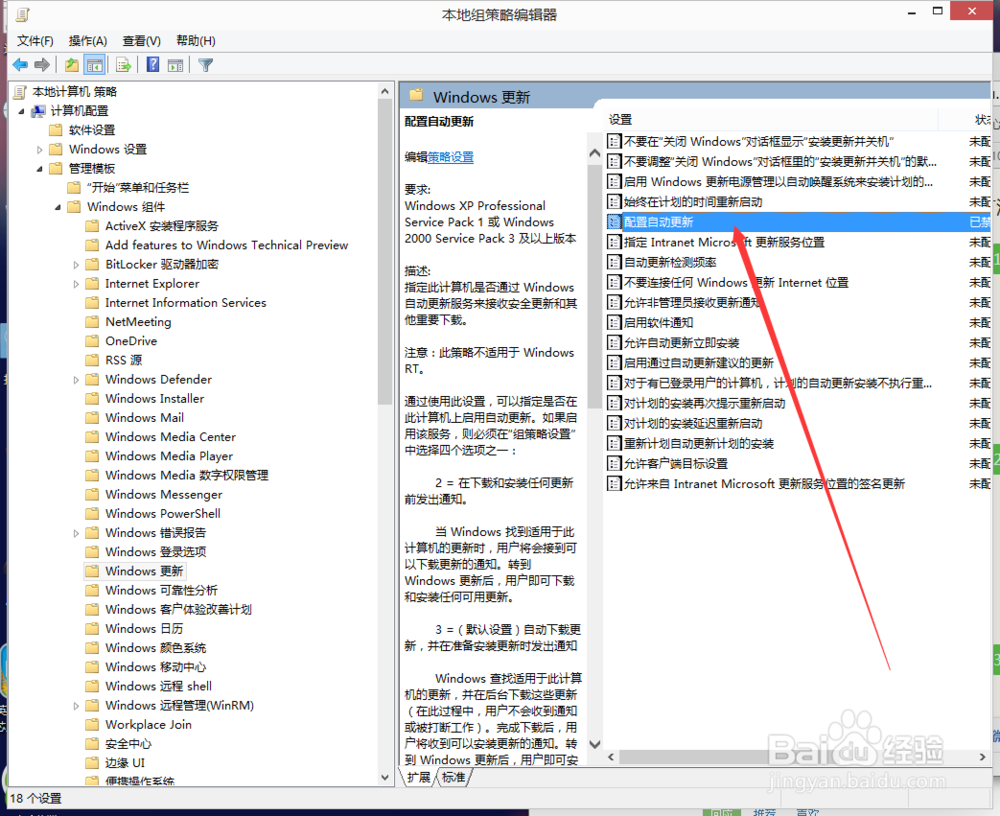 本地组策略编辑器
文件(F) 操作(A) 查看(V) 帮助(H)
本地计算机 策略
计算机配置
软件设置
Windows 设置
管理模板
“开始”菜单和任务栏
Windows 组件
ActiveX 安装程序服务
Add features to Windows Technical Preview
BitLocker 驱动器加密
Internet Explorer
Internet Information Services
NetMeeting
OneDrive
RSS 源
Windows Defender
Windows Installer
Windows Mail
Windows Media Center
Windows Media Player
Windows Media 数字权限管理
Windows Messenger
Windows PowerShell
Windows 错误报告
Windows 登录选项
Windows 更新
Windows 可靠性分析
Windows 客户体验改善计划
Windows 日历
Windows 颜色系统
Windows 移动中心
Windows 远程 shell
Windows 远程管理(WinRM)
Workplace Join
安全中心
边缘 UI
便携操作系统
Windows 更新
配置自动更新
编辑策略设置
要求:
Windows XP Professional
Service Pack 1 或 Windows
2000 Service Pack 3 及以上版本
描述:
指定此计算机是否通过 Windows
自动更新服务来接收安全更新和其
他重要下载。
注意：此策略不适用于 Windows
RT。
通过使用此设置，可以指定是否在
此计算机上启用自动更新。如果启
用该服务，则必须在“组策略设置”
中选择四个选项之一：
2 = 在下载和安装任何更新
前发出通知。
当 Windows 找到适用于此
计算机的更新时，用户将会接到可
以下载更新的通知。转到
Windows 更新后，用户即可下载
和安装任何可用更新。
3 =（默认设置）自动下载更
新，并在准备安装更新时发出通知
Windows 查找适用于此计算
机的更新，并在后台下载这些更新
（在此过程中，用户不会收到通知
或被打断工作）。完成下载后，用
户将收到可以安装更新的通知。转
到 Windows 更新后，用户即可安
设置 状态
不要在“关闭 Windows”对话框显示“安装更新并关机” 未配
不要调整“关闭 Windows”对话框里的“安装更新并关机”的默... 未配
启用 Windows 更新电源管理以自动唤醒系统来安装计划的... 未配
始终在计划的时间重新启动 未配
配置自动更新 已禁
指定 Intranet Microsoft 更新服务位置 未配
自动更新检测频率 未配
不要连接任何 Windows 更新 Internet 位置 未配
允许非管理员接收更新通知 未配
启用软件通知 未配
允许自动更新立即安装 未配
启用通过自动更新建议的更新 未配
对于有已登录用户的计算机，计划的自动更新安装不执行重... 未配
对计划的安装再次提示重新启动 未配
对计划的安装延迟重新启动 未配
重新计划自动更新计划的安装 未配
允许客户端目标设置 未配
允许来自 Intranet Microsoft 更新服务位置的签名更新 未配
扩展 标准
18 个设置
Baidu 经验
jingyan.baidu.com